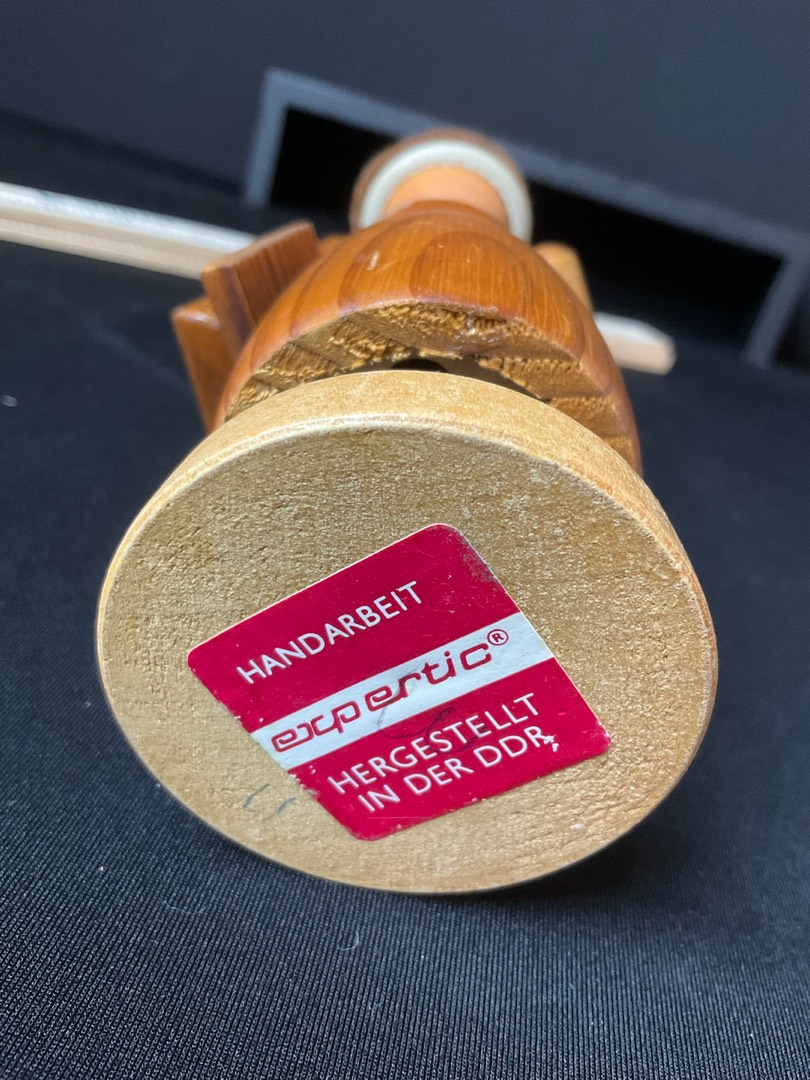 HANDARBEIT
expertic®
HERGESTELLT
IN DER DDR